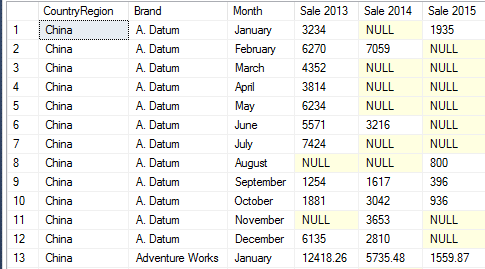 CountryRegion Brand Month Sale 2013 Sale 2014 Sale 2015
1 China A. Datum January 3234 NULL 1935
2 China A. Datum February 6270 7059 NULL
3 China A. Datum March 4352 NULL NULL
4 China A. Datum April 3814 NULL NULL
5 China A. Datum May 6234 NULL NULL
6 China A. Datum June 5571 3216 NULL
7 China A. Datum July 7424 NULL NULL
8 China A. Datum August NULL NULL 800
9 China A. Datum September 1254 1617 396
10 China A. Datum October 1881 3042 936
11 China A. Datum November NULL 3653 NULL
12 China A. Datum December 6135 2810 NULL
13 China Adventure Works January 12418.26 5735.48 1559.87